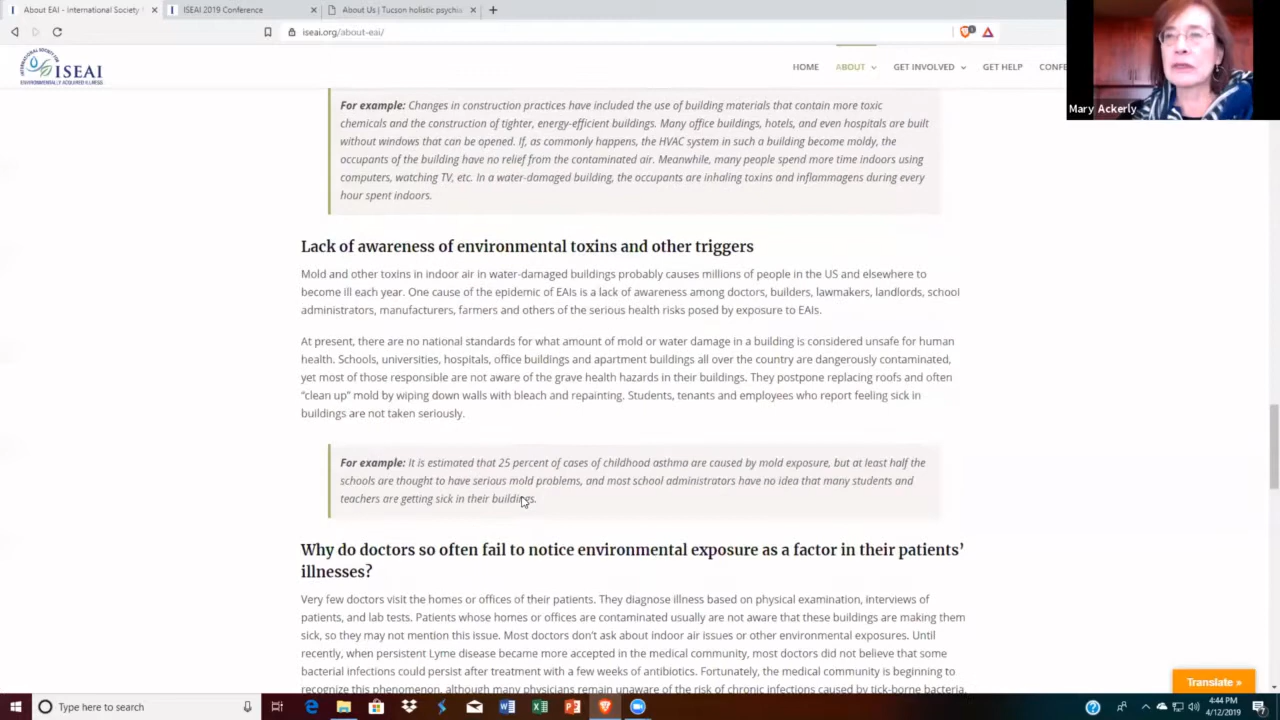 About EAI - International Society
ISEAI 2019 Conference
About Us | Tucson holistic psychia
iseai.org/about-eai/
INTERNATIONAL SOCIETY FOR
ISEAI
ENVIRONMENTALLY ACQUIRED ILLNESS
HOME
ABOUT
GET INVOLVED
GET HELP
CONFE
Mary Ackerly
For example: Changes in construction practices have included the use of building materials that contain more toxic
chemicals and the construction of tighter, energy-efficient buildings. Many office buildings, hotels, and even hospitals are built
without windows that can be opened. If, as commonly happens, the HVAC system in such a building become moldy, the
occupants of the building have no relief from the contaminated air. Meanwhile, many people spend more time indoors using
computers, watching TV, etc. In a water-damaged building, the occupants are inhaling toxins and inflammagens during every
hour spent indoors.
Lack of awareness of environmental toxins and other triggers
Mold and other toxins in indoor air in water-damaged buildings probably causes millions of people in the US and elsewhere to
become ill each year. One cause of the epidemic of EAIs is a lack of awareness among doctors, builders, lawmakers, landlords, school
administrators, manufacturers, farmers and others of the serious health risks posed by exposure to EAIs.
At present, there are no national standards for what amount of mold or water damage in a building is considered unsafe for human
health. Schools, universities, hospitals, office buildings and apartment buildings all over the country are dangerously contaminated,
yet most of those responsible are not aware of the grave health hazards in their buildings. They postpone replacing roofs and often
“clean up” mold by wiping down walls with bleach and repainting. Students, tenants and employees who report feeling sick in
buildings are not taken seriously.
For example: It is estimated that 25 percent of cases of childhood asthma are caused by mold exposure, but at least half the
schools are thought to have serious mold problems, and most school administrators have no idea that many students and
teachers are getting sick in their buildings.
Why do doctors so often fail to notice environmental exposure as a factor in their patients’
illnesses?
Very few doctors visit the homes or offices of their patients. They diagnose illness based on physical examination, interviews of
patients, and lab tests. Patients whose homes or offices are contaminated usually are not aware that these buildings are making them
sick, so they may not mention this issue. Most doctors don’t ask about indoor air issues or other environmental exposures. Until
recently, when persistent Lyme disease became more accepted in the medical community, most doctors did not believe that some
bacterial infections could persist after treatment with a few weeks of antibiotics. Fortunately, the medical community is beginning to
recognize this phenomenon, although many physicians remain unaware of the risk of chronic infections caused by tick-borne bacteria.
Translate »
Type here to search
4:44 PM
4/12/2019